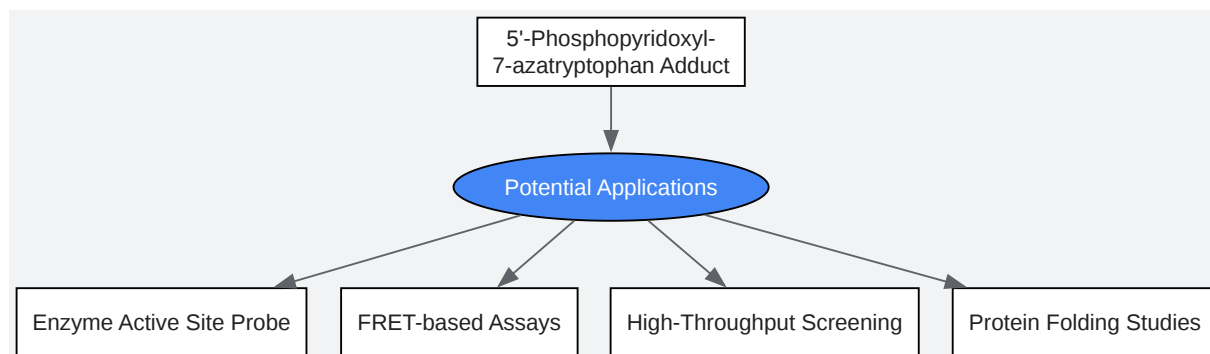 5'-Phosphopyridoxyl-
7-azatryptophan Adduct
Potential Applications
Enzyme Active Site Probe
FRET-based Assays
High-Throughput Screening
Protein Folding Studies